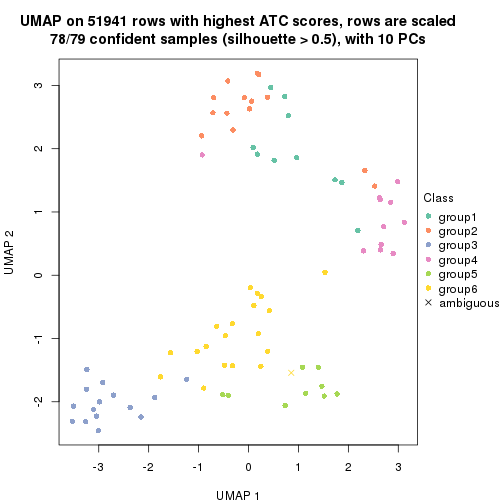 UMAP on 51941 rows with highest ATC scores, rows are scaled
78/79 confident samples (silhouette > 0.5), with 10 PCs
3
2
1
0
-1
-2
UMAP 2
-3
-2
-1
0
1
2
3
UMAP 1
Class
group1
group2
group3
group4
group5
group6
ambiguous